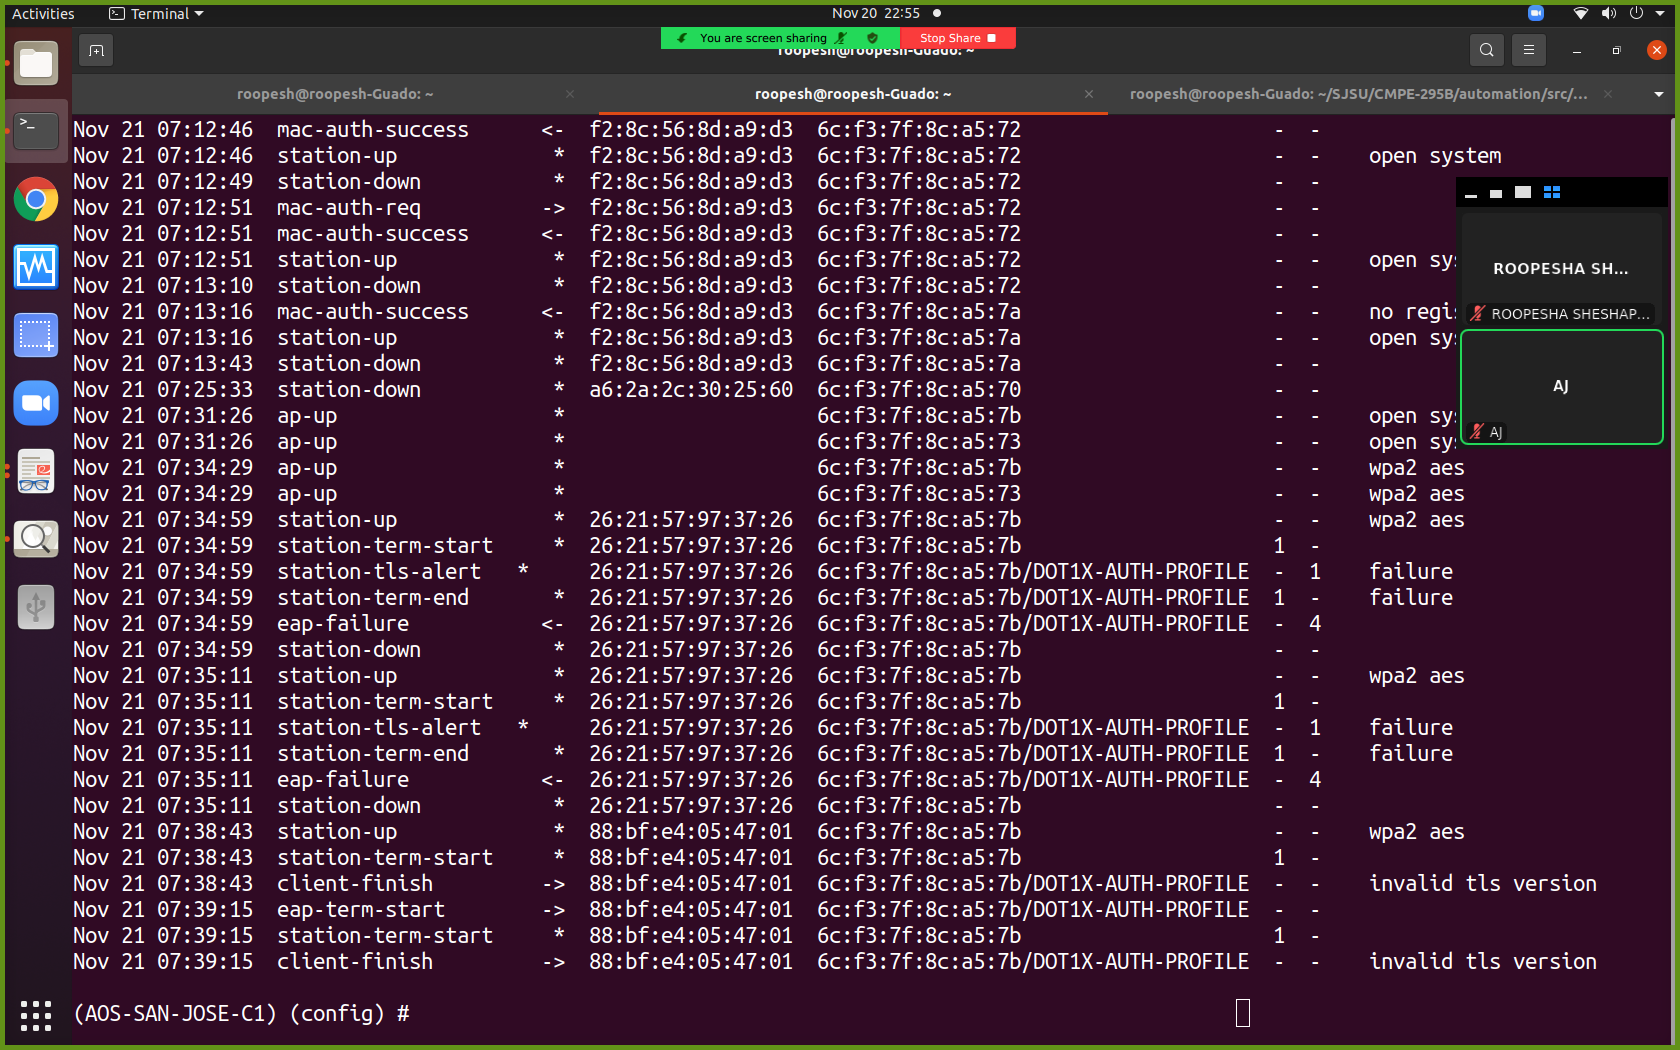 Activities Terminal Nov 20 22:55
You are screen sharing Stop Share
roopesh@roopesh-Guado: ~
roopesh@roopesh-Guado: ~ roopesh@roopesh-Guado: ~ roopesh@roopesh-Guado: ~/SJSU/CMPE-295B/automation/src/...
Nov 21 07:12:46 mac-auth-success <- f2:8c:56:8d:a9:d3 6c:f3:7f:8c:a5:72 - -
Nov 21 07:12:46 station-up * f2:8c:56:8d:a9:d3 6c:f3:7f:8c:a5:72 - - open system
Nov 21 07:12:49 station-down * f2:8c:56:8d:a9:d3 6c:f3:7f:8c:a5:72 - -
Nov 21 07:12:51 mac-auth-req -> f2:8c:56:8d:a9:d3 6c:f3:7f:8c:a5:72 - -
Nov 21 07:12:51 mac-auth-success <- f2:8c:56:8d:a9:d3 6c:f3:7f:8c:a5:72 - -
Nov 21 07:12:51 station-up * f2:8c:56:8d:a9:d3 6c:f3:7f:8c:a5:72 - - open sys
Nov 21 07:13:10 station-down * f2:8c:56:8d:a9:d3 6c:f3:7f:8c:a5:72 - -
Nov 21 07:13:16 mac-auth-success <- f2:8c:56:8d:a9:d3 6c:f3:7f:8c:a5:7a - - no regis
Nov 21 07:13:16 station-up * f2:8c:56:8d:a9:d3 6c:f3:7f:8c:a5:7a - - open sys
Nov 21 07:13:43 station-down * f2:8c:56:8d:a9:d3 6c:f3:7f:8c:a5:7a - -
Nov 21 07:25:33 station-down * a6:2a:2c:30:25:60 6c:f3:7f:8c:a5:70 - -
Nov 21 07:31:26 ap-up * 6c:f3:7f:8c:a5:7b - - open sys
Nov 21 07:31:26 ap-up * 6c:f3:7f:8c:a5:73 - - open sys
Nov 21 07:34:29 ap-up * 6c:f3:7f:8c:a5:7b - - wpa2 aes
Nov 21 07:34:29 ap-up * 6c:f3:7f:8c:a5:73 - - wpa2 aes
Nov 21 07:34:59 station-up * 26:21:57:97:37:26 6c:f3:7f:8c:a5:7b - - wpa2 aes
Nov 21 07:34:59 station-term-start * 26:21:57:97:37:26 6c:f3:7f:8c:a5:7b 1 -
Nov 21 07:34:59 station-tls-alert * 26:21:57:97:37:26 6c:f3:7f:8c:a5:7b/DOT1X-AUTH-PROFILE - 1 failure
Nov 21 07:34:59 station-term-end * 26:21:57:97:37:26 6c:f3:7f:8c:a5:7b/DOT1X-AUTH-PROFILE 1 - failure
Nov 21 07:34:59 eap-failure <- 26:21:57:97:37:26 6c:f3:7f:8c:a5:7b/DOT1X-AUTH-PROFILE - 4
Nov 21 07:34:59 station-down * 26:21:57:97:37:26 6c:f3:7f:8c:a5:7b - -
Nov 21 07:35:11 station-up * 26:21:57:97:37:26 6c:f3:7f:8c:a5:7b - - wpa2 aes
Nov 21 07:35:11 station-term-start * 26:21:57:97:37:26 6c:f3:7f:8c:a5:7b 1 -
Nov 21 07:35:11 station-tls-alert * 26:21:57:97:37:26 6c:f3:7f:8c:a5:7b/DOT1X-AUTH-PROFILE - 1 failure
Nov 21 07:35:11 station-term-end * 26:21:57:97:37:26 6c:f3:7f:8c:a5:7b/DOT1X-AUTH-PROFILE 1 - failure
Nov 21 07:35:11 eap-failure <- 26:21:57:97:37:26 6c:f3:7f:8c:a5:7b/DOT1X-AUTH-PROFILE - 4
Nov 21 07:35:11 station-down * 26:21:57:97:37:26 6c:f3:7f:8c:a5:7b - -
Nov 21 07:38:43 station-up * 88:bf:e4:05:47:01 6c:f3:7f:8c:a5:7b - - wpa2 aes
Nov 21 07:38:43 station-term-start * 88:bf:e4:05:47:01 6c:f3:7f:8c:a5:7b 1 -
Nov 21 07:38:43 client-finish -> 88:bf:e4:05:47:01 6c:f3:7f:8c:a5:7b/DOT1X-AUTH-PROFILE - - invalid tls version
Nov 21 07:39:15 eap-term-start -> 88:bf:e4:05:47:01 6c:f3:7f:8c:a5:7b/DOT1X-AUTH-PROFILE - -
Nov 21 07:39:15 station-term-start * 88:bf:e4:05:47:01 6c:f3:7f:8c:a5:7b 1 -
Nov 21 07:39:15 client-finish -> 88:bf:e4:05:47:01 6c:f3:7f:8c:a5:7b/DOT1X-AUTH-PROFILE - - invalid tls version
(AOS-SAN-JOSE-C1) (config) #
ROOPESHA SH...
ROOPESHA SHESHAP...
AJ
AJ